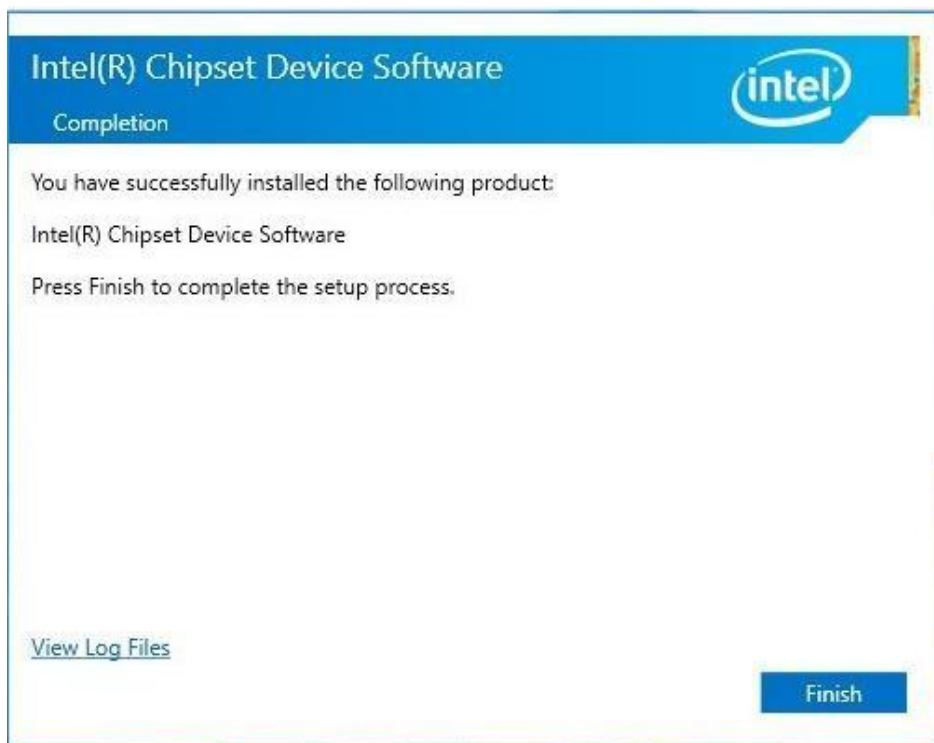 Intel(R) Chipset Device Software
intel
Completion
You have successfully installed the following product:
Intel(R) Chipset Device Software
Press Finish to complete the setup process.
View Log Files
Finish